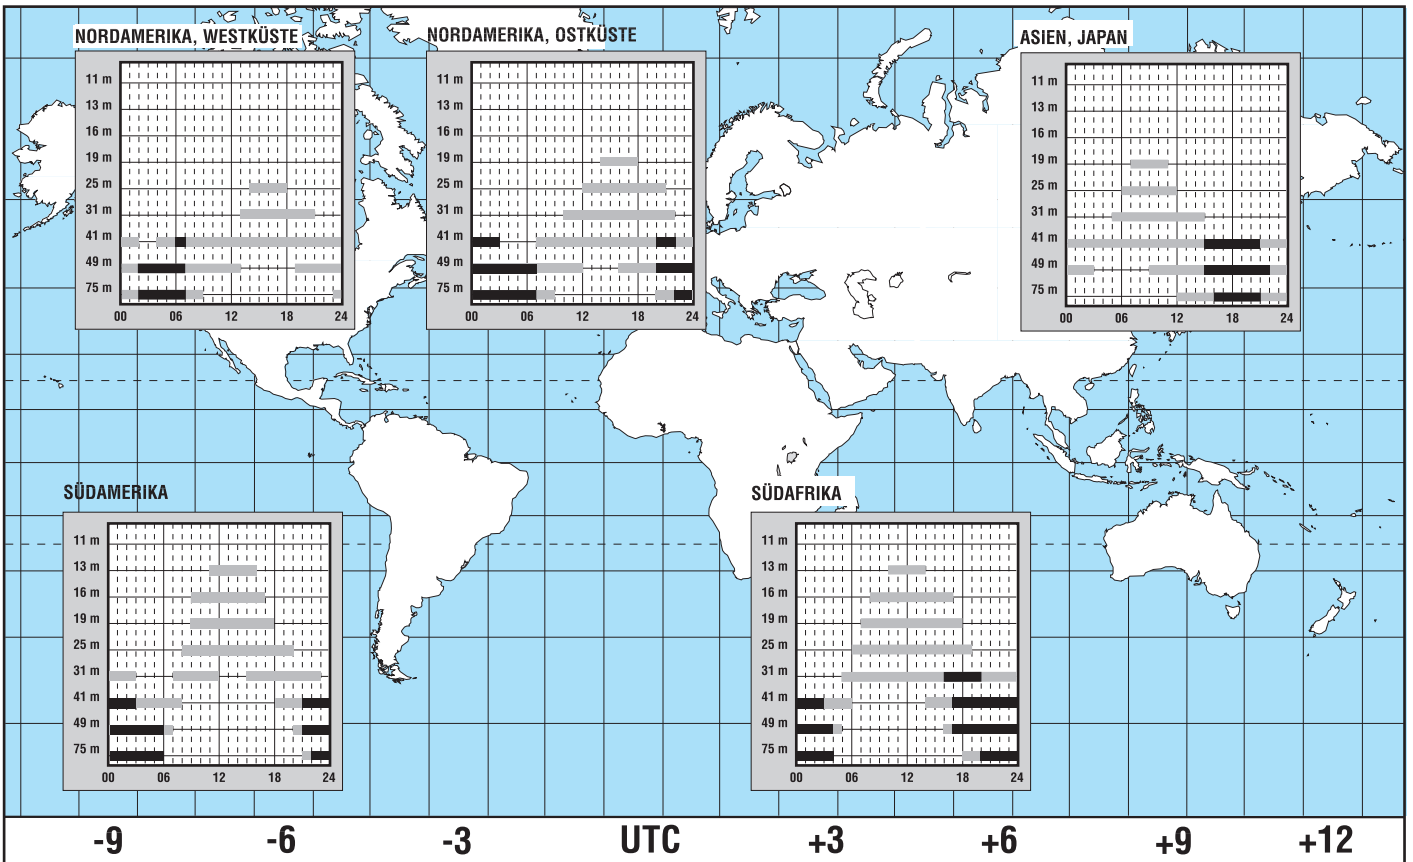 NORDAMERIKA, WESTKÜSTE
11 m
13 m
16 m
19 m
25 m
31 m
41 m
49 m
75 m
00 06 12 18 24
NORDAMERIKA, OSTKÜSTE
11 m
13 m
16 m
19 m
25 m
31 m
41 m
49 m
75 m
00 06 12 18 24
ASIEN, JAPAN
11 m
13 m
16 m
19 m
25 m
31 m
41 m
49 m
75 m
00 06 12 18 24
SÜDAMERIKA
11 m
13 m
16 m
19 m
25 m
31 m
41 m
49 m
75 m
00 06 12 18 24
SÜDAFRIKA
11 m
13 m
16 m
19 m
25 m
31 m
41 m
49 m
75 m
00 06 12 18 24
-9 -6 -3 UTC +3 +6 +9 +12